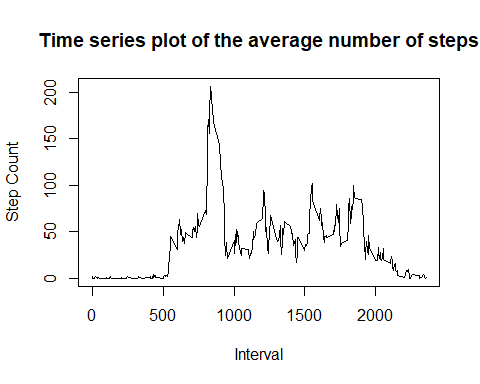 Time series plot of the average number of steps
Step Count
200
150
100
50
0
0 500 1000 1500 2000
Interval